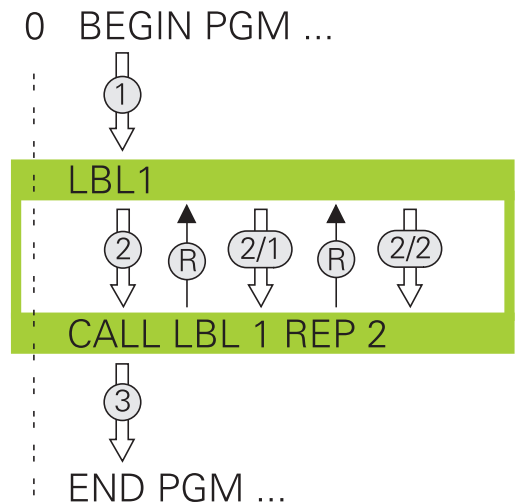 0 BEGIN PGM ...
1
LBL1
2 R 2/1 R 2/2
CALL LBL 1 REP 2
3
END PGM ...